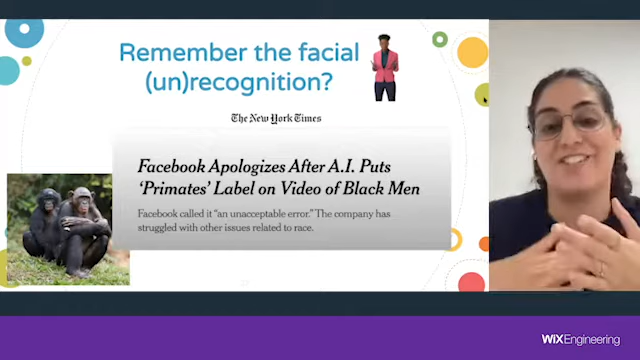 Remember the facial
(un)recognition?
The New York Times
Facebook Apologizes After A.I. Puts
‘Primates’ Label on Video of Black Men
Facebook called it “an unacceptable error.” The company has
struggled with other issues related to race.
WIXEngineering